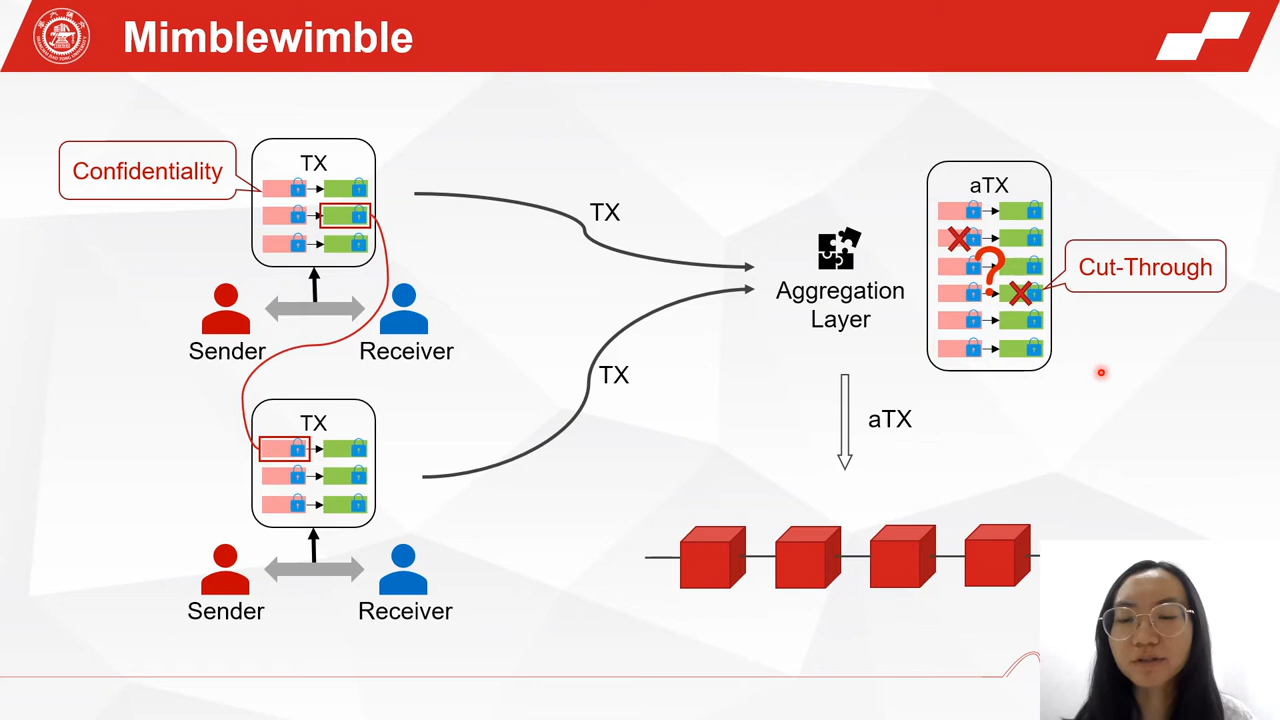 Mimblewimble
Confidentiality
TX
Sender
Receiver
TX
Sender
Receiver
TX
TX
Aggregation
Layer
aTX
aTX
?
Cut-Through